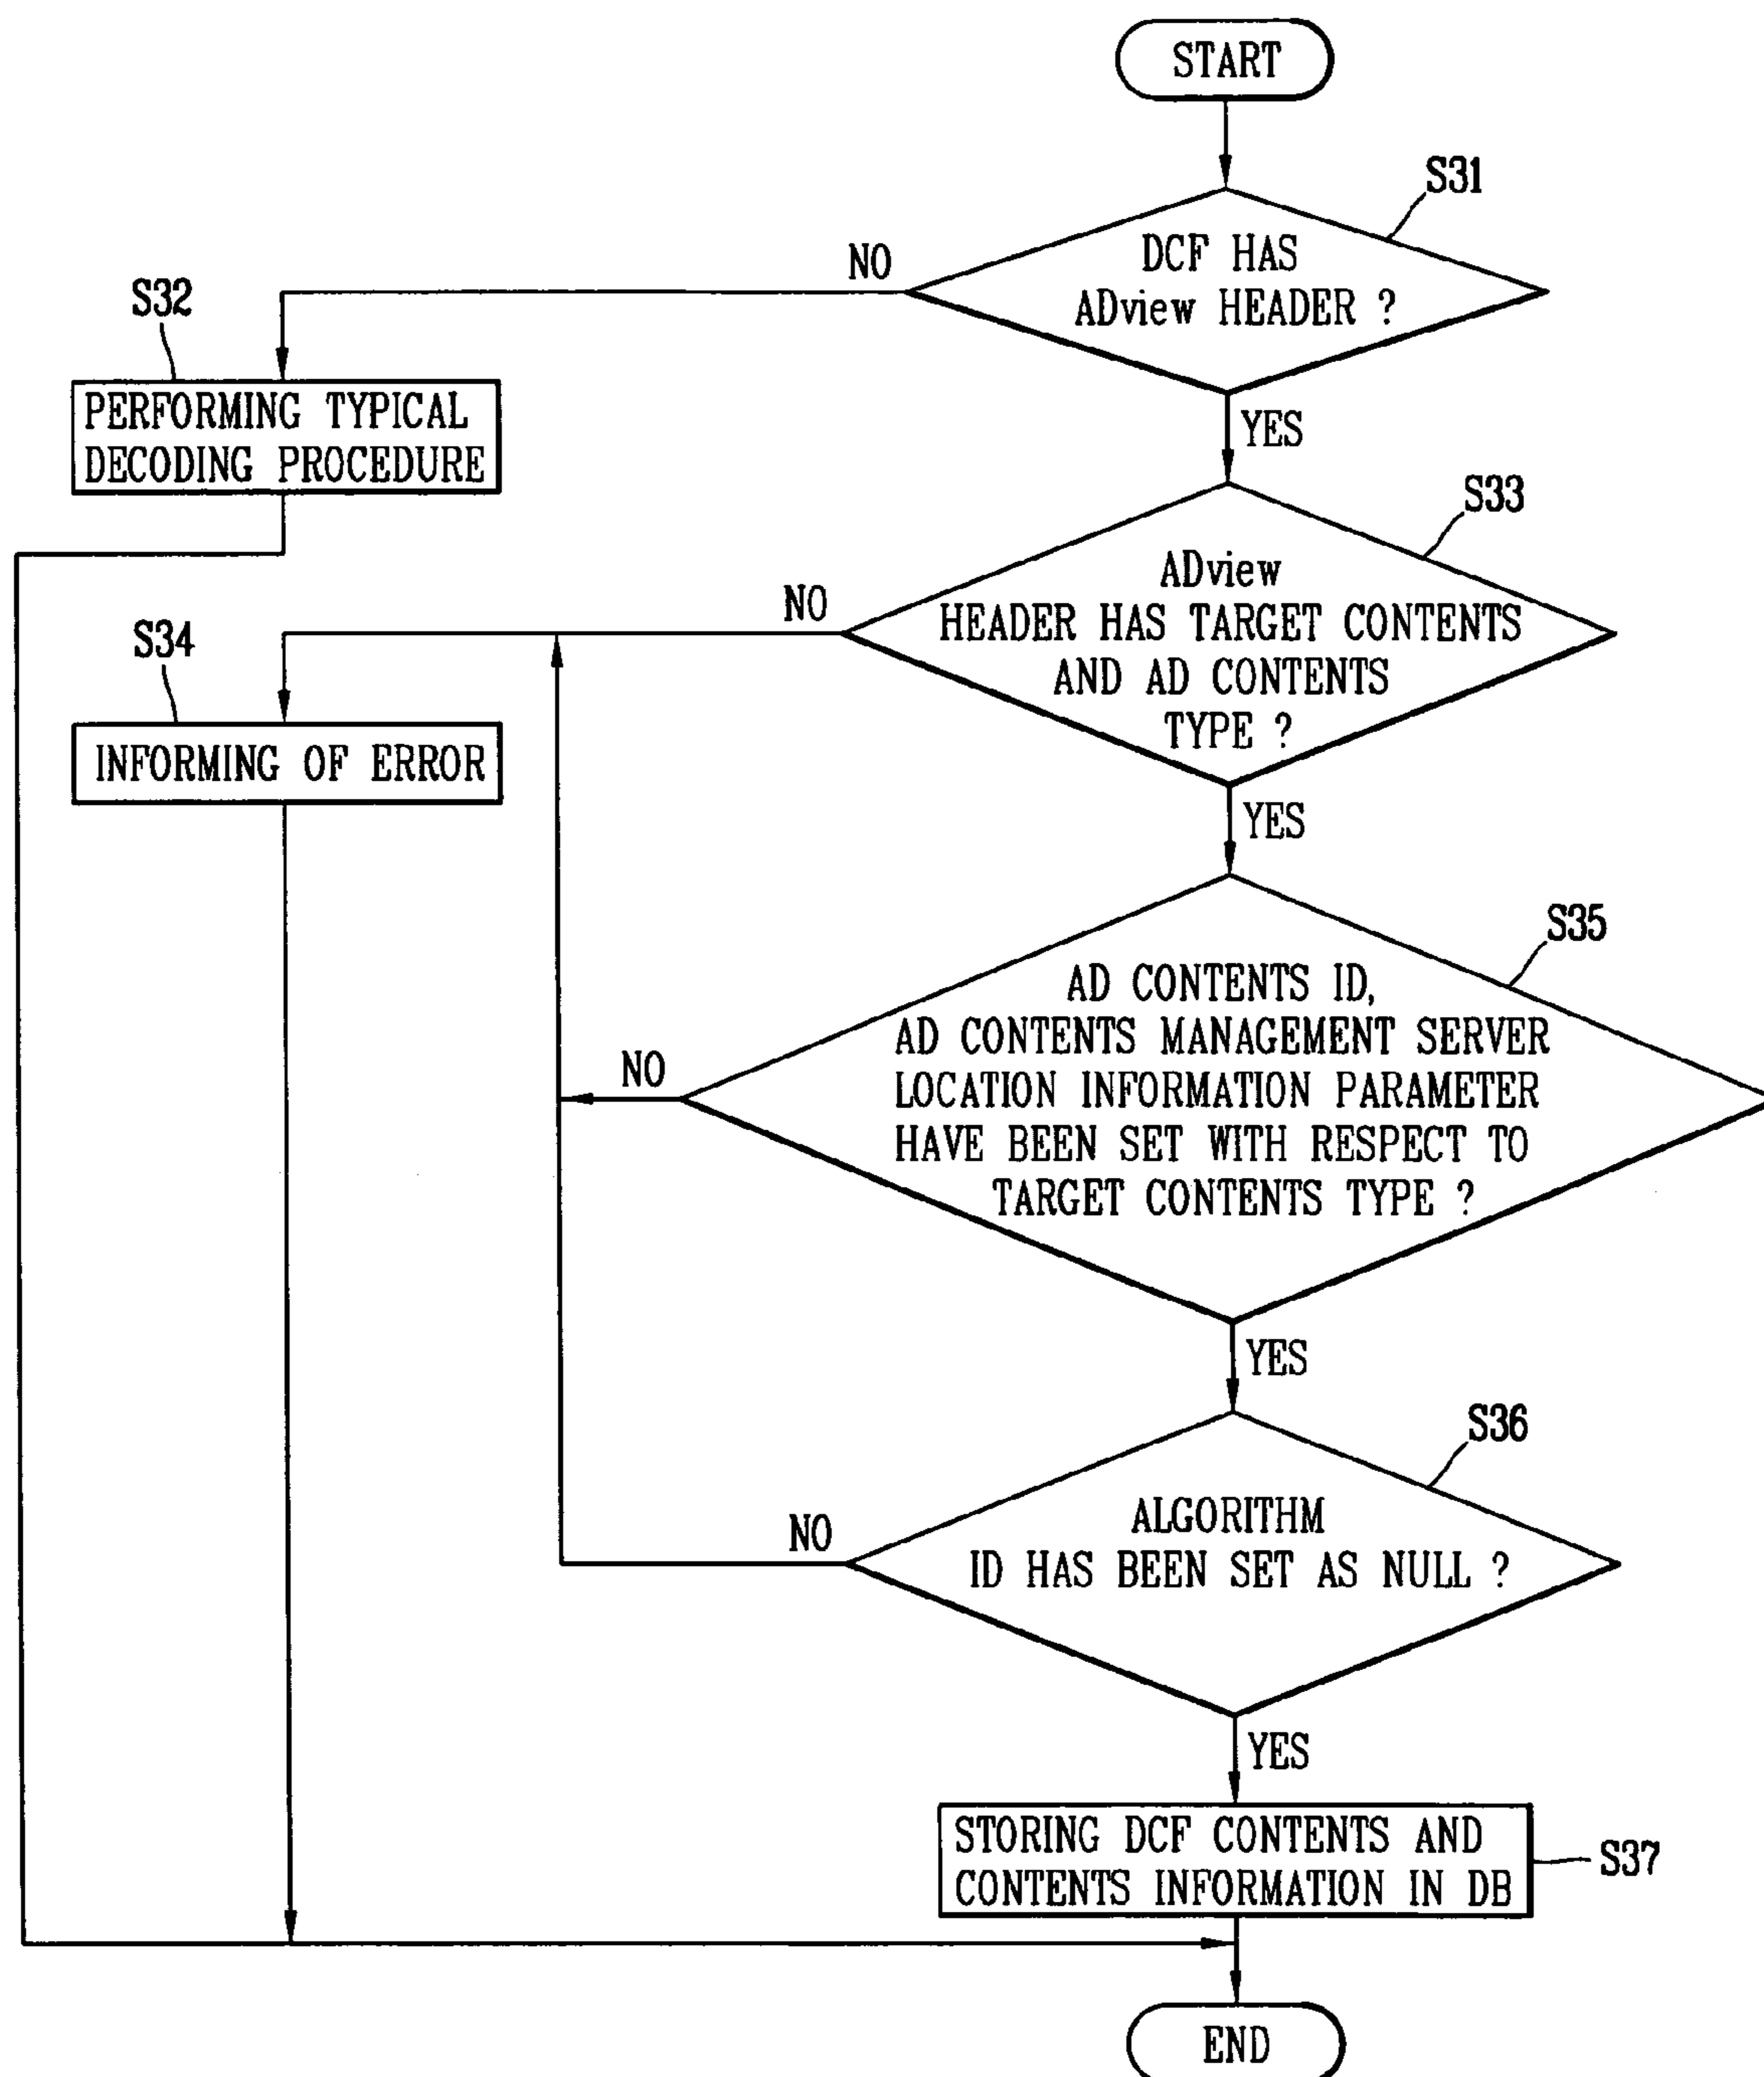 START
S31
DCF HAS
ADview HEADER ?
NO
YES
S32
PERFORMING TYPICAL
DECODING PROCEDURE
S33
ADview
HEADER HAS TARGET CONTENTS
AND AD CONTENTS
TYPE ?
NO
YES
S34
INFORMING OF ERROR
S35
AD CONTENTS ID,
AD CONTENTS MANAGEMENT SERVER
LOCATION INFORMATION PARAMETER
HAVE BEEN SET WITH RESPECT TO
TARGET CONTENTS TYPE ?
NO
YES
S36
ALGORITHM
ID HAS BEEN SET AS NULL ?
NO
YES
STORING DCF CONTENTS AND
CONTENTS INFORMATION IN DB
S37
END